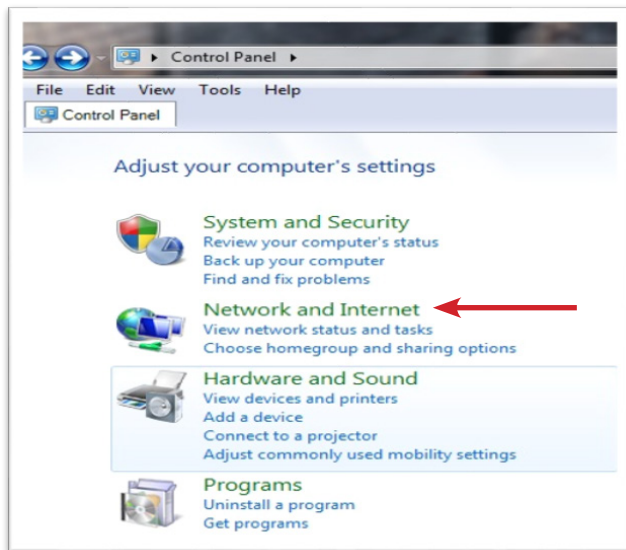 Control Panel
File Edit View Tools Help
Control Panel
Adjust your computer's settings
System and Security
Review your computer's status
Back up your computer
Find and fix problems
Network and Internet
View network status and tasks
Choose homegroup and sharing options
Hardware and Sound
View devices and printers
Add a device
Connect to a projector
Adjust commonly used mobility settings
Programs
Uninstall a program
Get programs